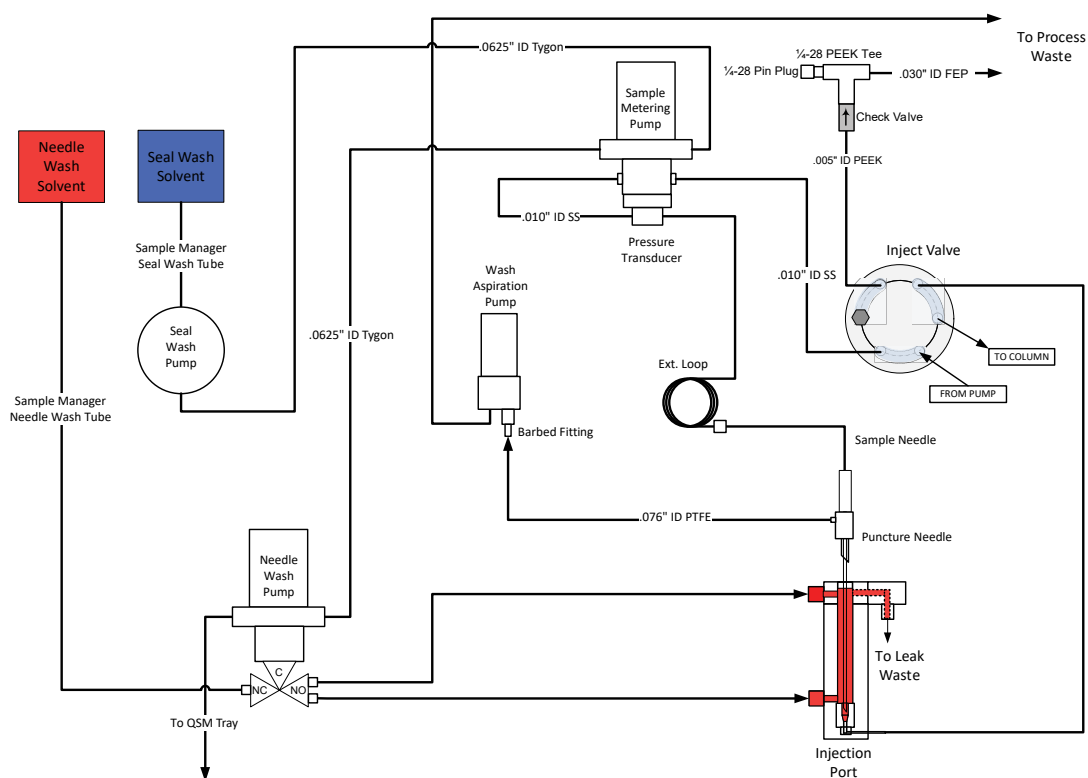 To Process
Waste
.0625" ID Tygon
¼-28 PEEK Tee
¼-28 Pin Plug
.030" ID FEP
Sample
Metering
Pump
Check Valve
Needle
Wash
Solvent
Seal Wash
Solvent
.005" ID PEEK
.010" ID SS
Pressure
Transducer
Sample Manager
Seal Wash Tube
Inject Valve
Wash
Aspiration
Pump
.010" ID SS
Seal
Wash
Pump
.0625" ID Tygon
TO COLUMN
Ext. Loop
FROM PUMP
Sample Manager
Needle Wash Tube
Barbed Fitting
Sample Needle
.076" ID PTFE
Puncture Needle
Needle
Wash
Pump
To Leak
Waste
C
NC
NO
To QSM Tray
Injection
Port